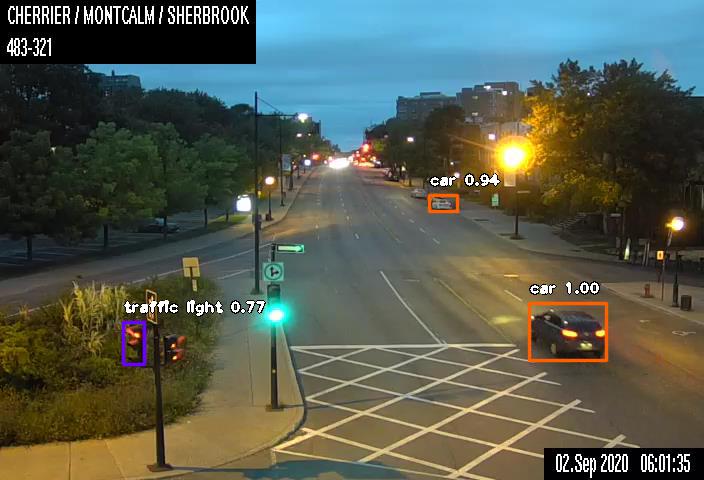 CHERRIER / MONTCALM / SHERBROOK
483-321
car 0.94
car 1.00
traffic light 0.77
02.Sep 2020 06:01:35